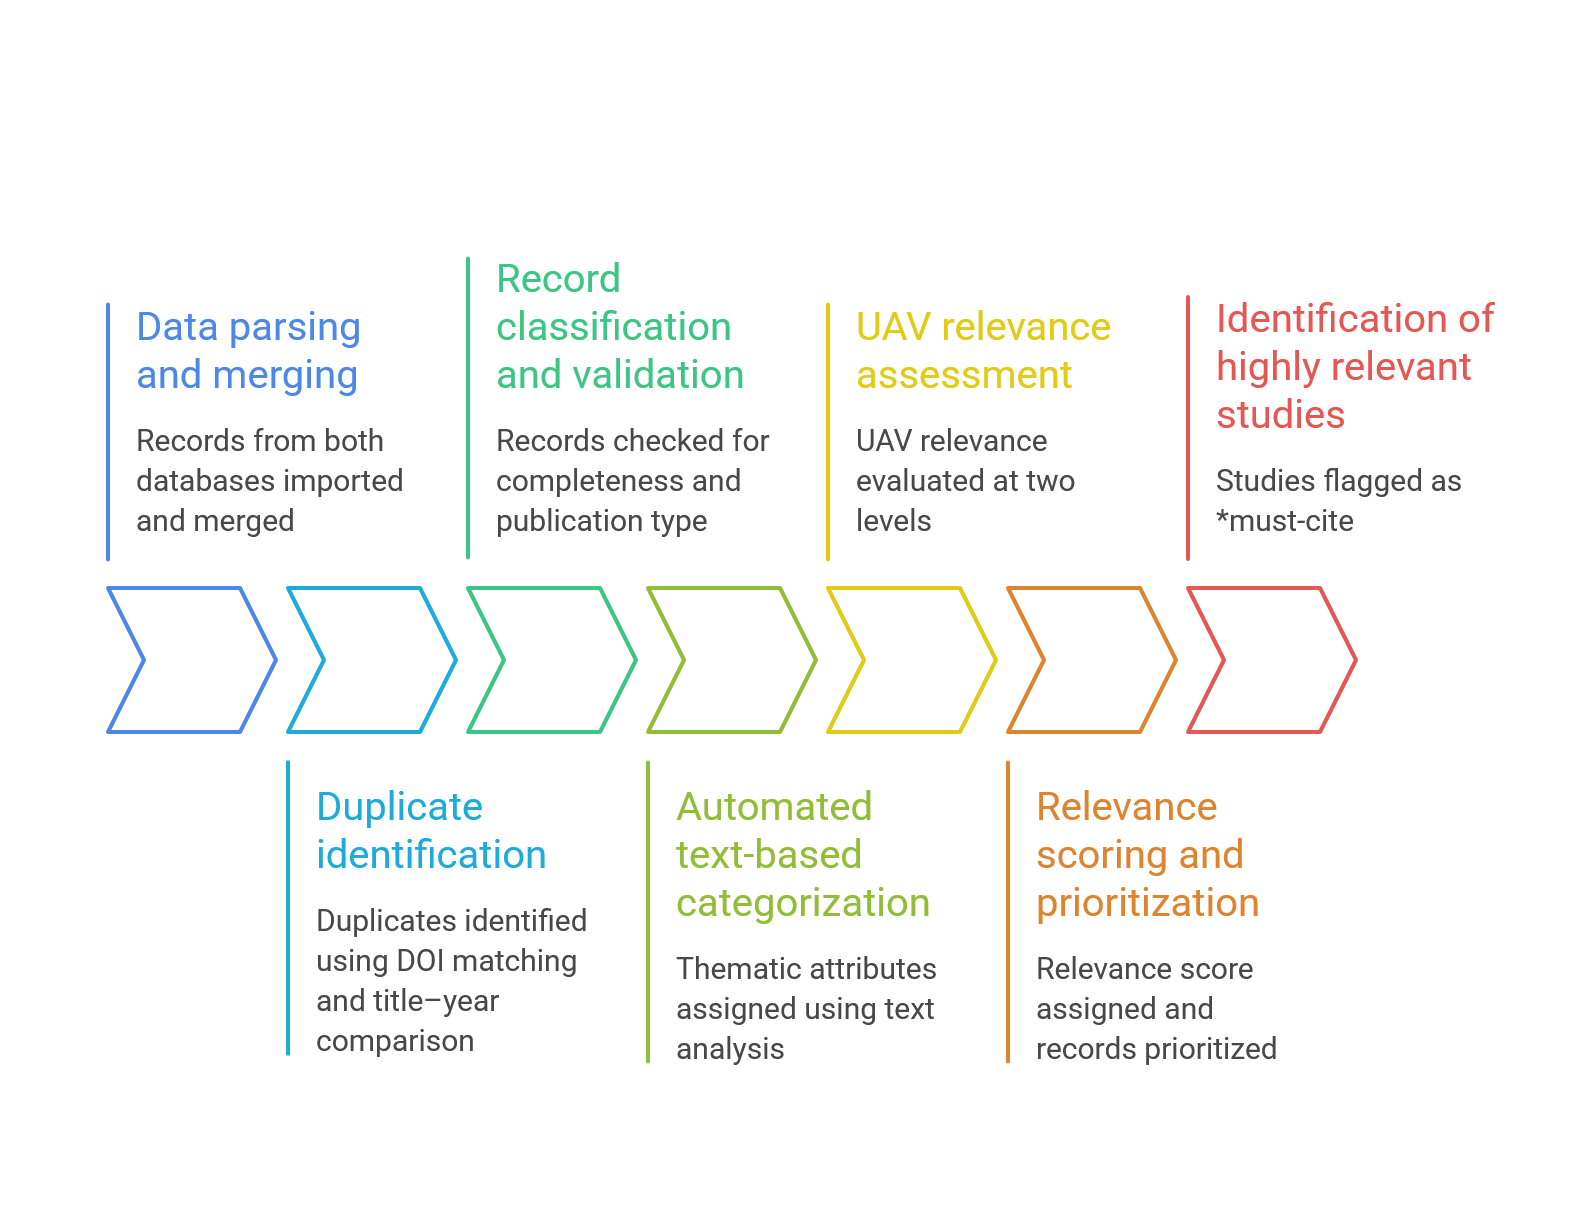 Data parsing
and merging
Records from both
databases imported
and merged
Duplicate
identification
Duplicates identified
using DOI matching
and title–year
comparison
Record
classification
and validation
Records checked for
completeness and
publication type
Automated
text-based
categorization
Thematic attributes
assigned using text
analysis
UAV relevance
assessment
UAV relevance
evaluated at two
levels
Relevance
scoring and
prioritization
Relevance score
assigned and
records prioritized
Identification of
highly relevant
studies
Studies flagged as
*must-cite